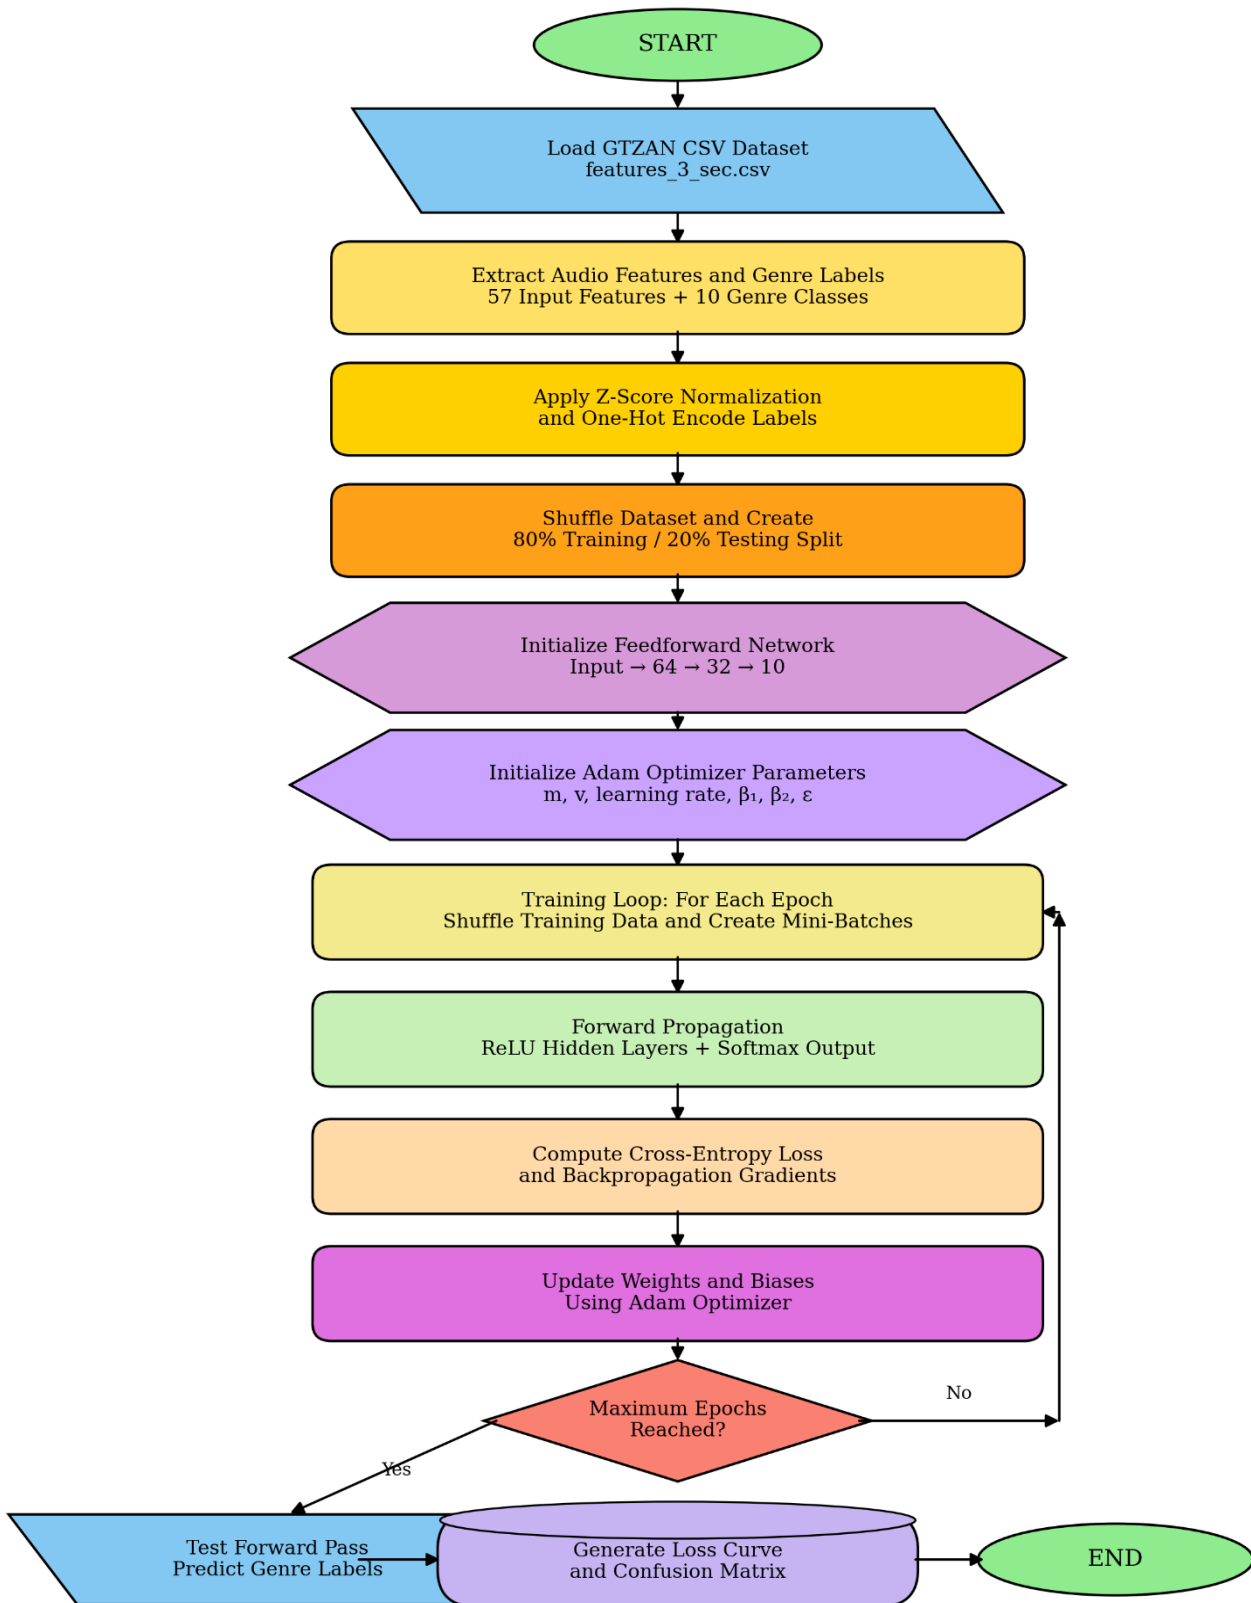 START
Load GTZAN CSV Dataset
features_3_sec.csv
Extract Audio Features and Genre Labels
57 Input Features + 10 Genre Classes
Apply Z-Score Normalization
and One-Hot Encode Labels
Shuffle Dataset and Create
80% Training / 20% Testing Split
Initialize Feedforward Network
Input → 64 → 32 → 10
Initialize Adam Optimizer Parameters
m, v, learning rate, β₁, β₂, ε
Training Loop: For Each Epoch
Shuffle Training Data and Create Mini-Batches
Forward Propagation
ReLU Hidden Layers + Softmax Output
Compute Cross-Entropy Loss
and Backpropagation Gradients
Update Weights and Biases
Using Adam Optimizer
Maximum Epochs
Reached?
No
Yes
Test Forward Pass
Predict Genre Labels
Generate Loss Curve
and Confusion Matrix
END